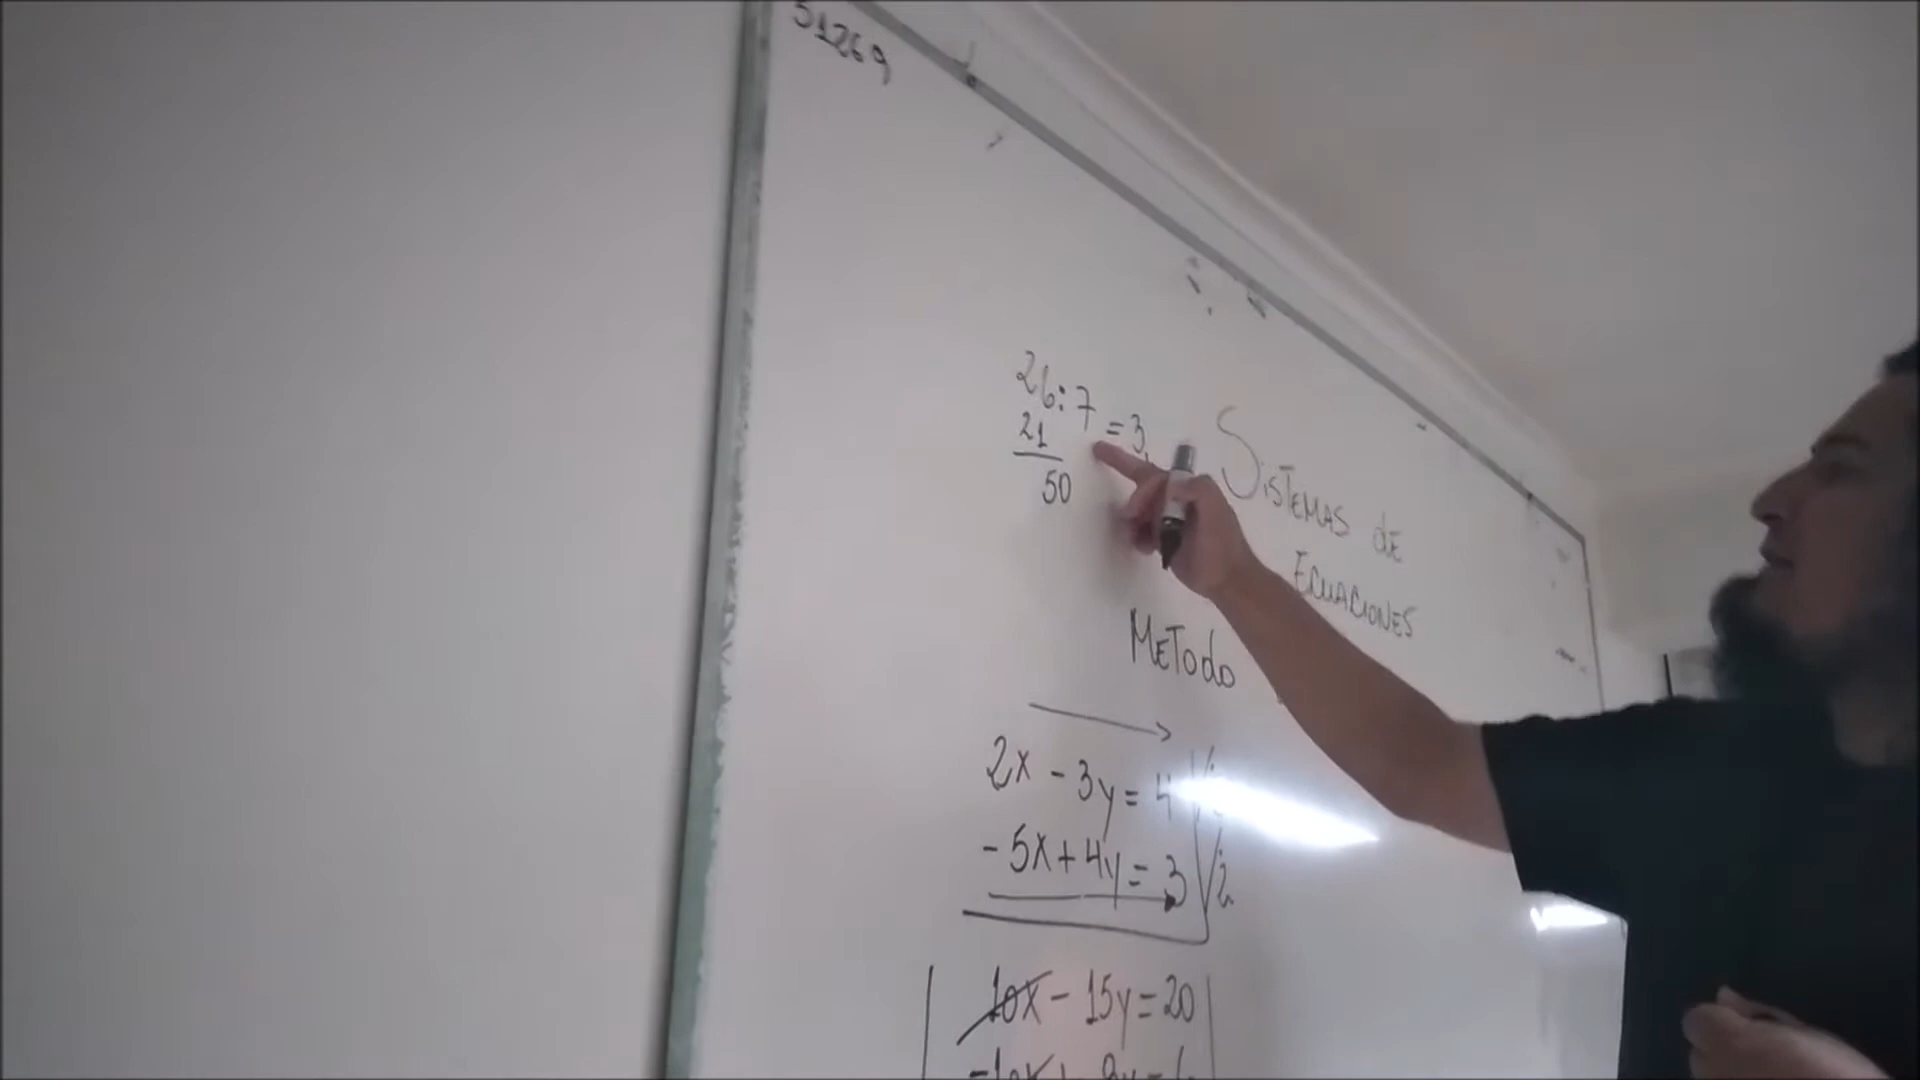 51269
26:7=3,
21
50
Sistemas de
Ecuaciones
Metodo
2x - 3y = 4
- 5x + 4y = 3 / 2
10x - 15y = 20